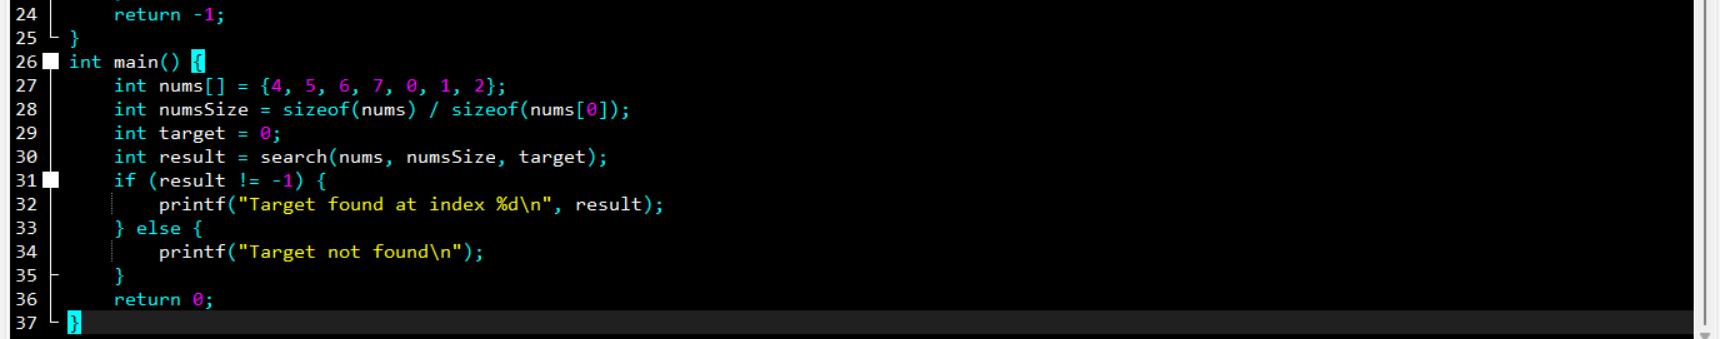 24 return -1;
25 }
26 int main() {
27 int nums[] = {4, 5, 6, 7, 0, 1, 2};
28 int numsSize = sizeof(nums) / sizeof(nums[0]);
29 int target = 0;
30 int result = search(nums, numsSize, target);
31 if (result != -1) {
32 printf("Target found at index %d\n", result);
33 } else {
34 printf("Target not found\n");
35 }
36 return 0;
37 }